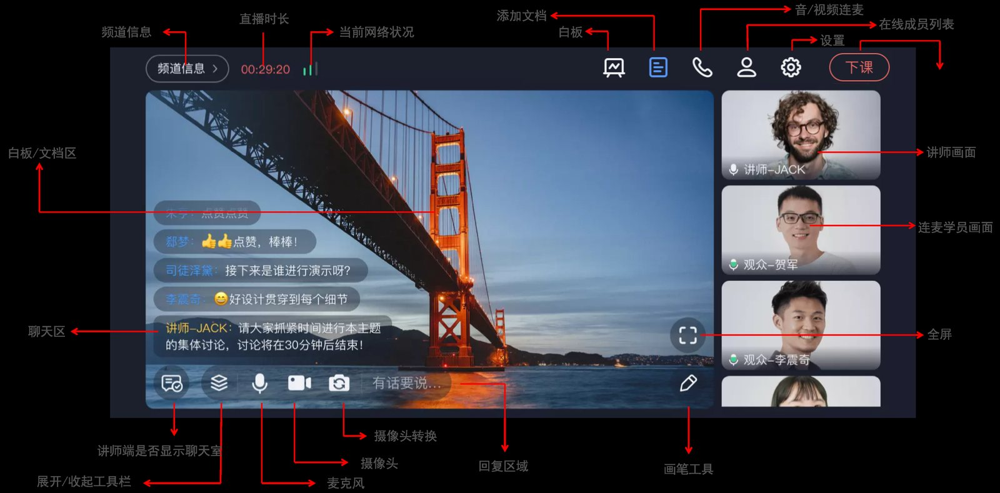 音/视频连麦
添加文档
直播时长
在线成员列表
频道信息
当前网络状况
白板
设置
频道信息
00:29:20
下课
白板/文档区
讲师画面
讲师-JACK
朱亨：点赞点赞
连麦学员画面
郄梦：👍👍点赞，棒棒！
观众-贺军
司徒泽黛：接下来是谁进行演示呀？
李震奇：😄好设计贯穿到每个细节
聊天区
讲师-JACK：请大家抓紧时间进行本主题
的集体讨论，讨论将在30分钟后结束！
全屏
观众-李震奇
有话要说...
摄像头转换
讲师端是否显示聊天室
摄像头
回复区域
画笔工具
展开/收起工具栏
麦克风